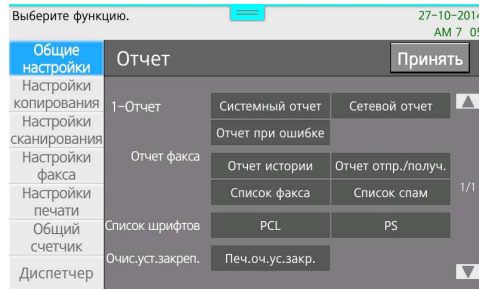 Выберите функцию.
27-10-2014
AM 7 05
Общие
настройки
Отчет
Принять
Настройки
копирования
Настройки
сканирования
Настройки
факса
Настройки
печати
Общий
счетчик
Диспетчер
1-Отчет
Системный отчет
Сетевой отчет
Отчет при ошибке
Отчет факса
Отчет истории
Отчет отпр./получ.
Список факса
Список спам
1/1
Список шрифтов
PCL
PS
Очис.уст.закреп.
Печ.оч.ус.закр.